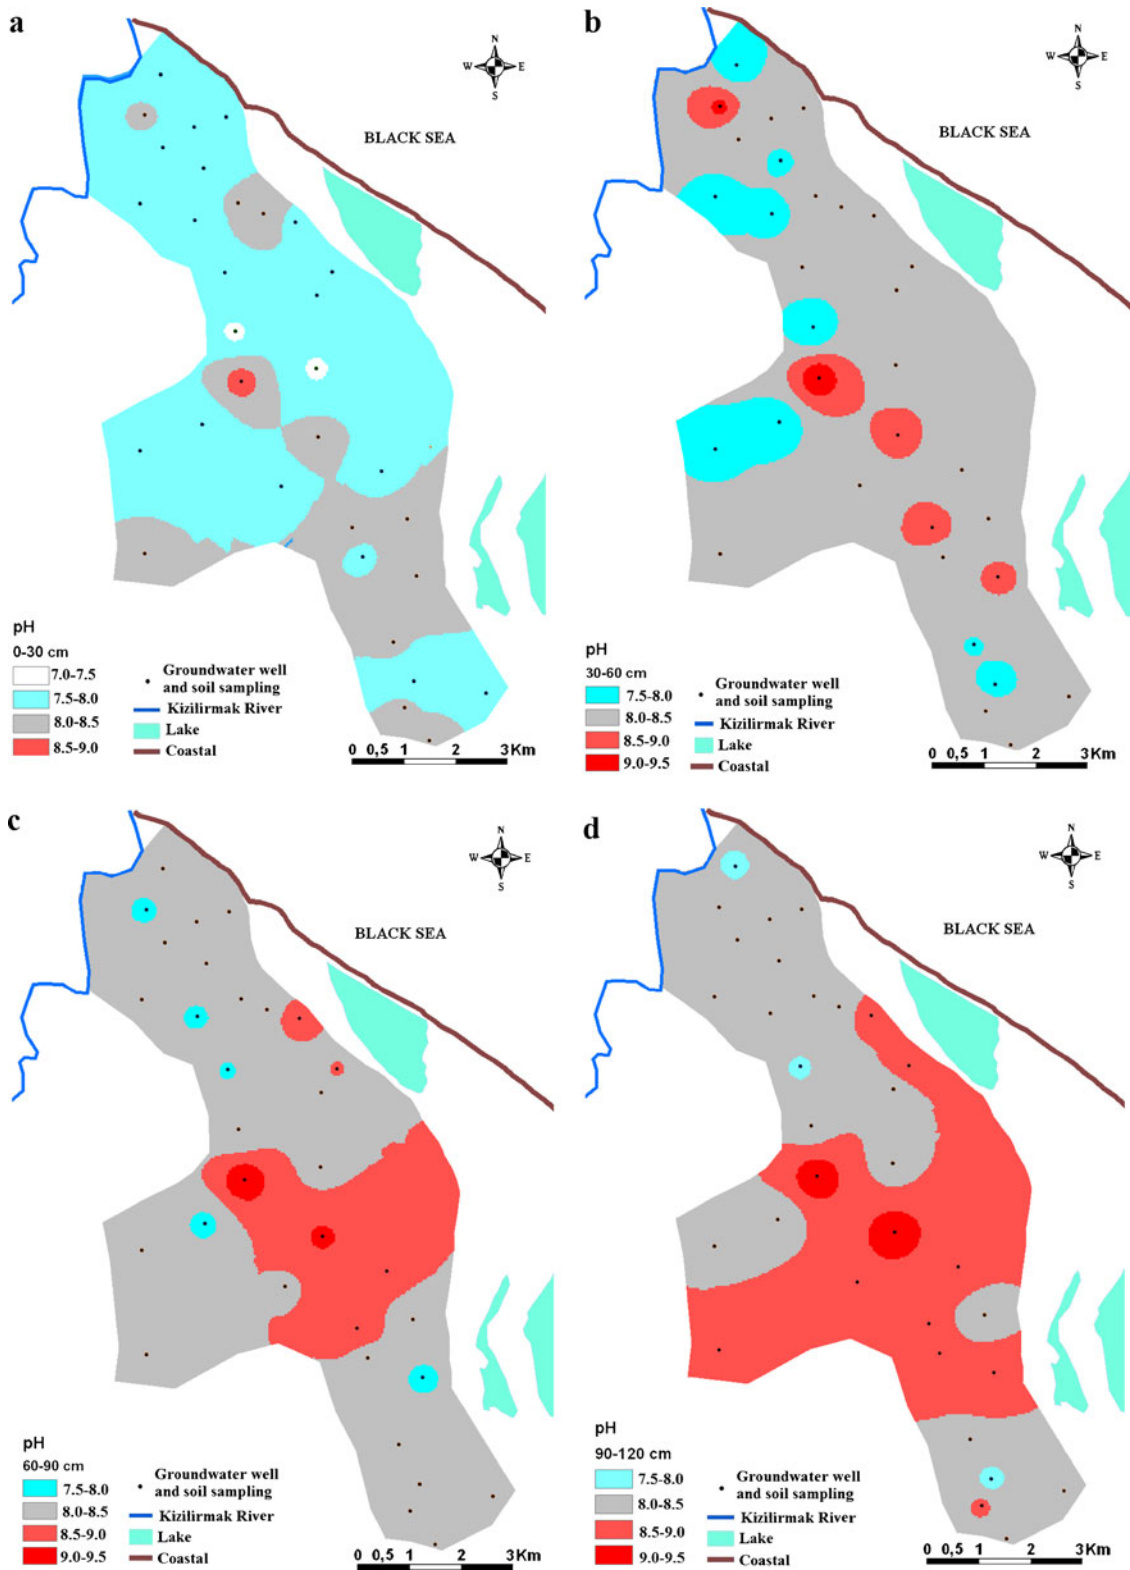 a
N
W E
S
BLACK SEA
pH
0-30 cm
7.0-7.5
7.5-8.0
8.0-8.5
8.5-9.0
Groundwater well
and soil sampling
Kizilirmak River
Lake
Coastal
0 0,5 1 2 3Km
b
N
W E
S
BLACK SEA
pH
30-60 cm
7.5-8.0
8.0-8.5
8.5-9.0
9.0-9.5
Groundwater well
and soil sampling
Kizilirmak River
Lake
Coastal
0 0,5 1 2 3Km
c
N
W E
S
BLACK SEA
pH
60-90 cm
7.5-8.0
8.0-8.5
8.5-9.0
9.0-9.5
Groundwater well
and soil sampling
Kizilirmak River
Lake
Coastal
0 0,5 1 2 3Km
d
N
W E
S
BLACK SEA
pH
90-120 cm
7.5-8.0
8.0-8.5
8.5-9.0
9.0-9.5
Groundwater well
and soil sampling
Kizilirmak River
Lake
Coastal
0 0,5 1 2 3Km